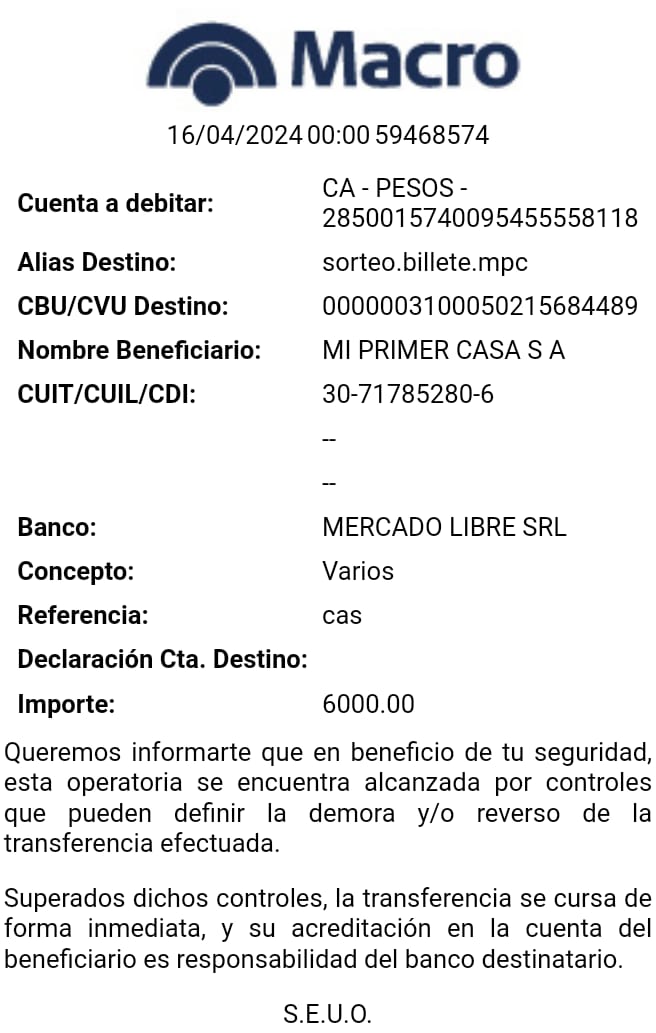 Macro
16/04/2024 00:00 59468574
Cuenta a debitar: CA - PESOS -
2850015740095455558118
Alias Destino: sorteo.billete.mpc
CBU/CVU Destino: 0000003100050215684489
Nombre Beneficiario: MI PRIMER CASA S A
CUIT/CUIL/CDI: 30-71785280-6
--
--
Banco: MERCADO LIBRE SRL
Concepto: Varios
Referencia: cas
Declaración Cta. Destino:
Importe: 6000.00
Queremos informarte que en beneficio de tu seguridad,
esta operatoria se encuentra alcanzada por controles
que pueden definir la demora y/o reverso de la
transferencia efectuada.
Superados dichos controles, la transferencia se cursa de
forma inmediata, y su acreditación en la cuenta del
beneficiario es responsabilidad del banco destinatario.
S.E.U.O.